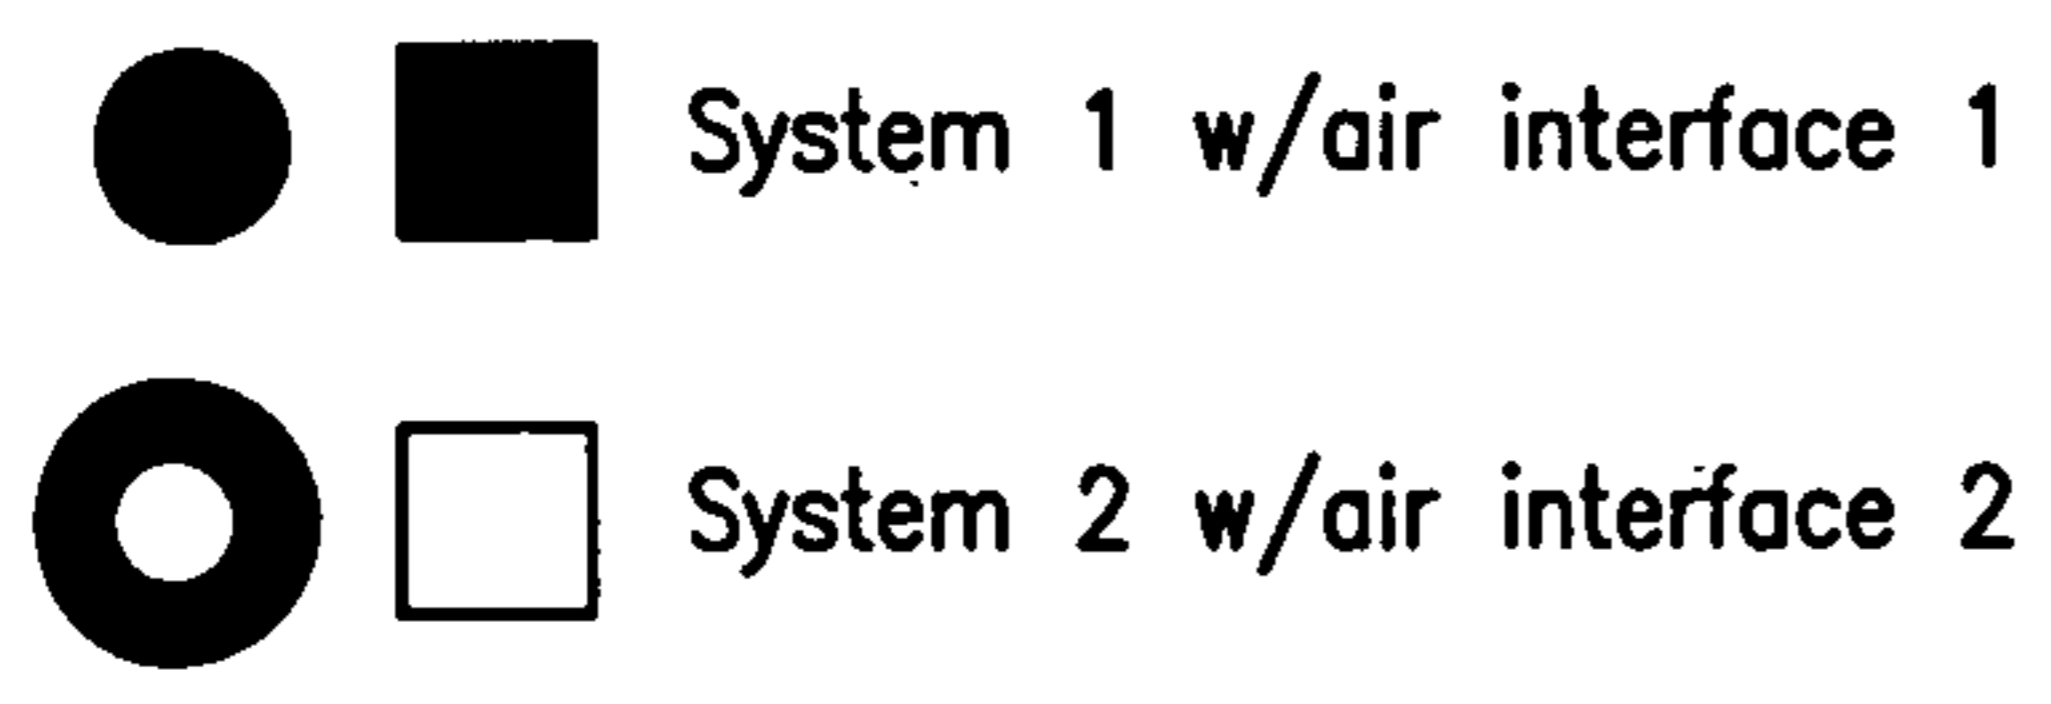 System 1 w/air interface 1
System 2 w/air interface 2